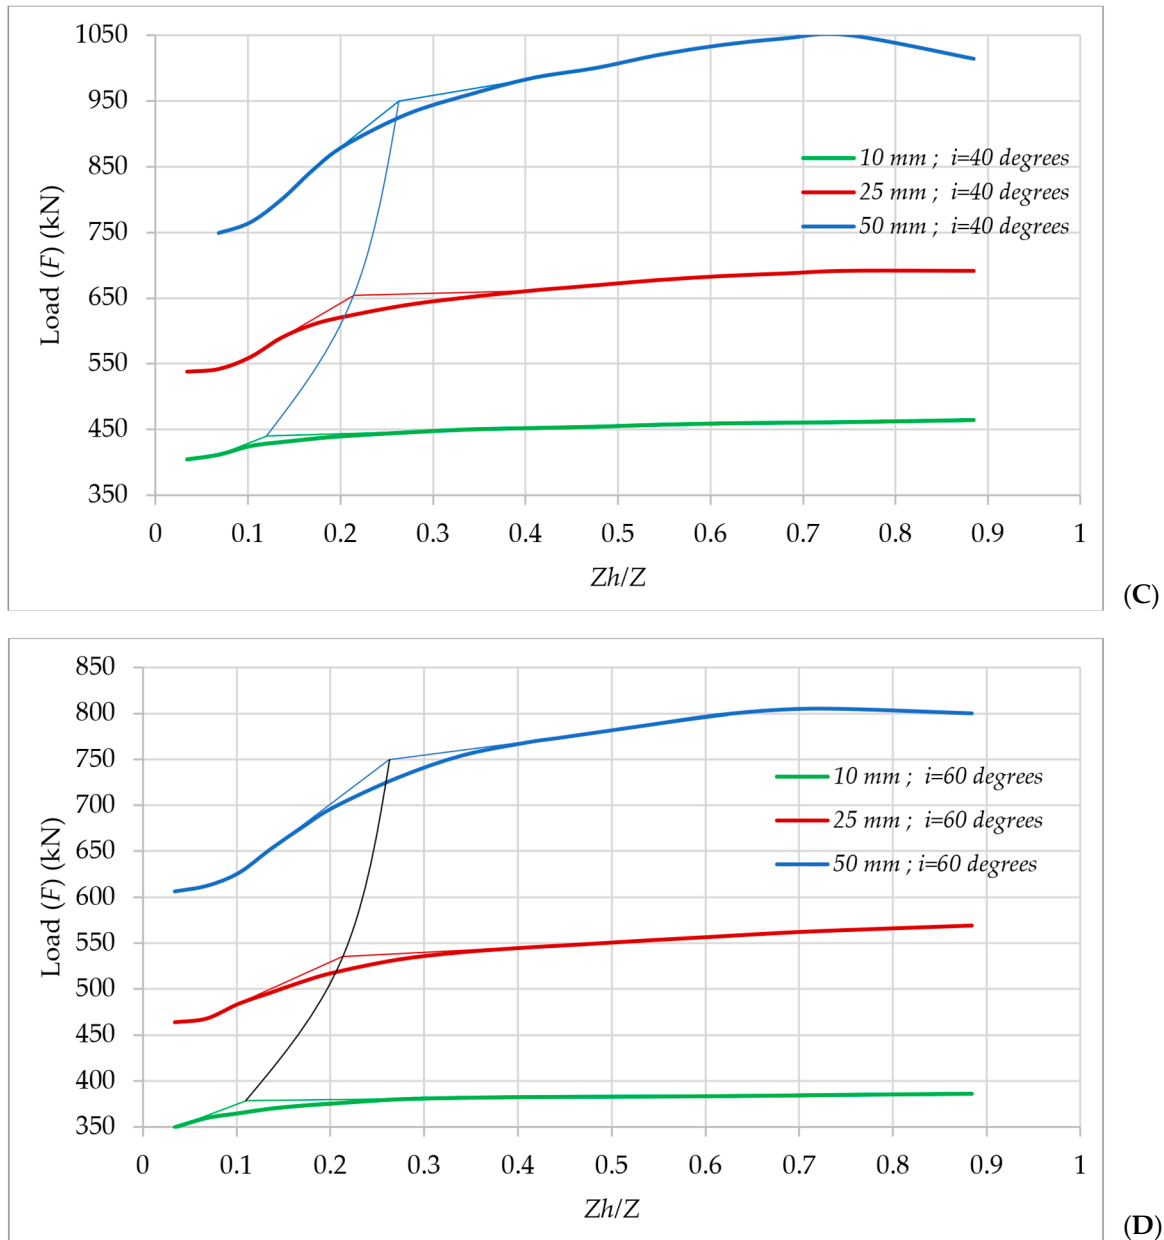 1050
950
850
750
650
550
450
350
Load (F) (kN)
10 mm ; i=40 degrees
25 mm ; i=40 degrees
50 mm ; i=40 degrees
0 0.1 0.2 0.3 0.4 0.5 0.6 0.7 0.8 0.9 1
Zh/Z
(C)
850
800
750
700
650
600
550
500
450
400
350
Load (F) (kN)
10 mm ; i=60 degrees
25 mm ; i=60 degrees
50 mm ; i=60 degrees
0 0.1 0.2 0.3 0.4 0.5 0.6 0.7 0.8 0.9 1
Zh/Z
(D)